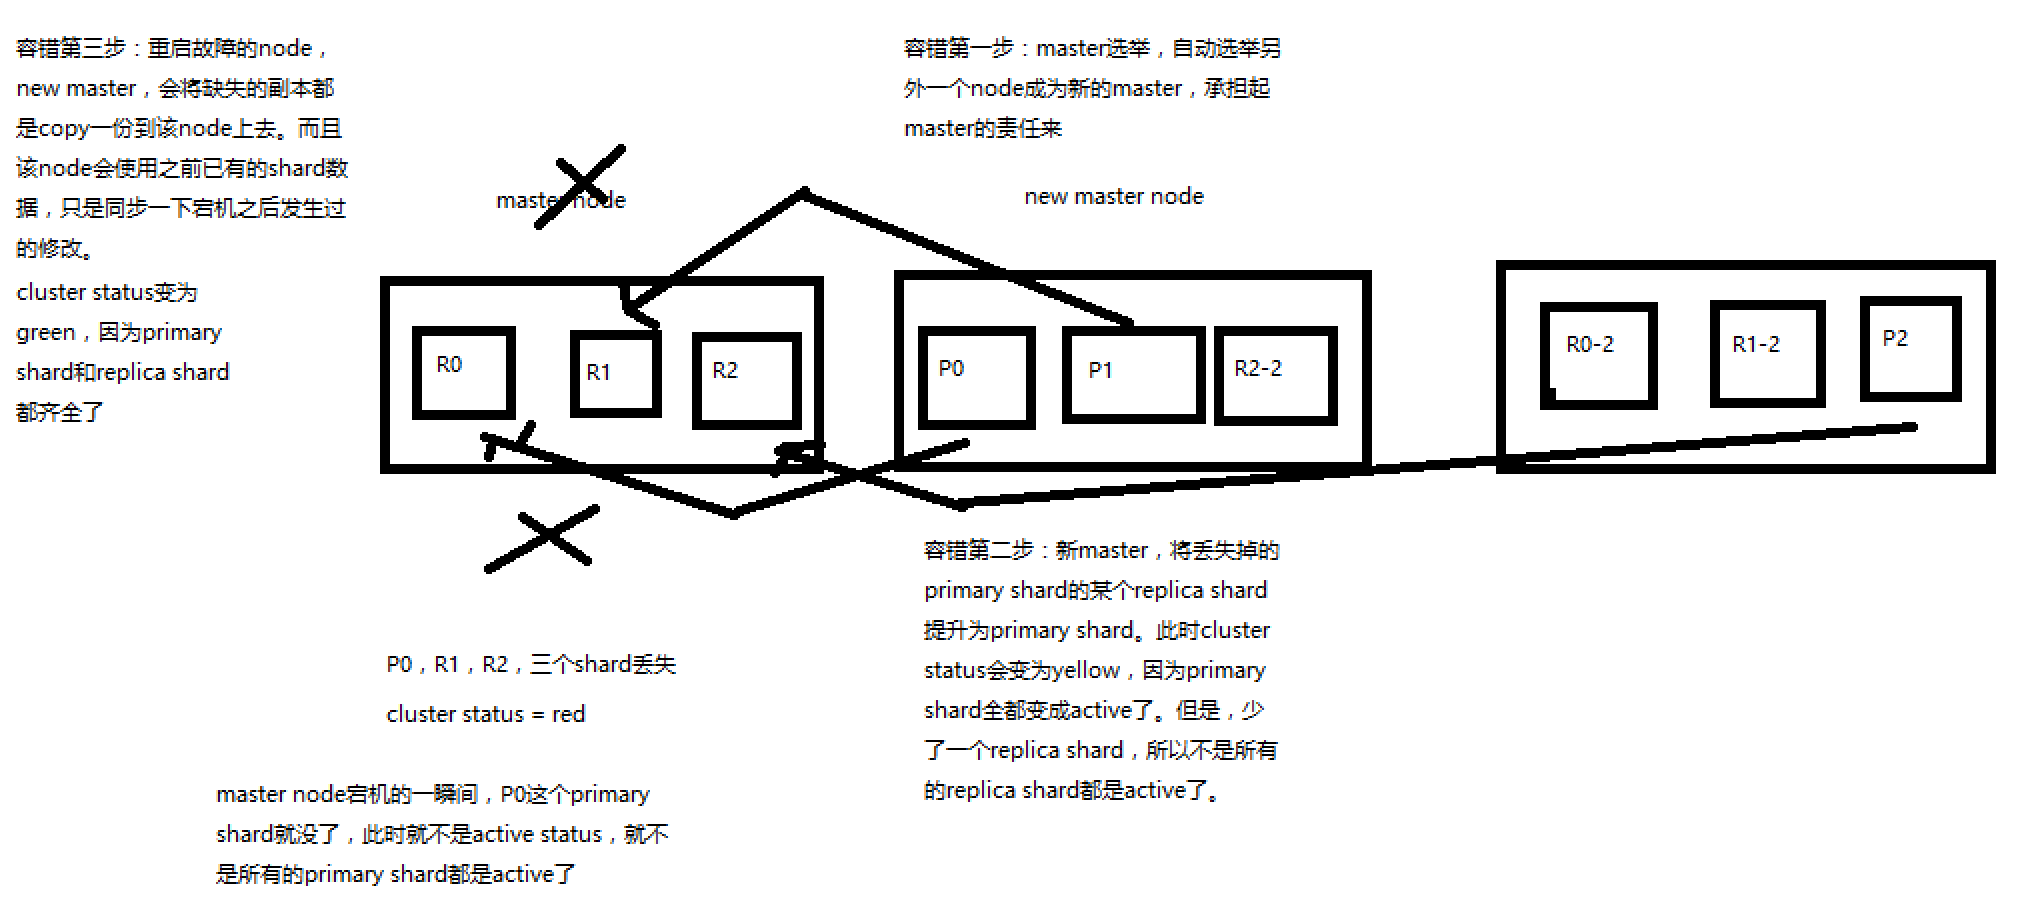 容错第三步：重启故障的node，
new master，会将缺失的副本都
是copy一份到该node上去。而且
该node会使用之前已有的shard数
据，只是同步一下宕机之后发生过
的修改。
cluster status变为
green，因为primary
shard和replica shard
都齐全了
容错第一步：master选举，自动选举另
外一个node成为新的master，承担起
master的责任来
master node
new master node
R0
R1
R2
P0
P1
R2-2
R0-2
R1-2
P2
容错第二步：新master，将丢失掉的
primary shard的某个replica shard
提升为primary shard。此时cluster
status会变为yellow，因为primary
shard全都变成active了。但是，少
了一个replica shard，所以不是所有
的replica shard都是active了。
P0，R1，R2，三个shard丢失
cluster status = red
master node宕机的一瞬间，P0这个primary
shard就没了，此时就不是active status，就不
是所有的primary shard都是active了